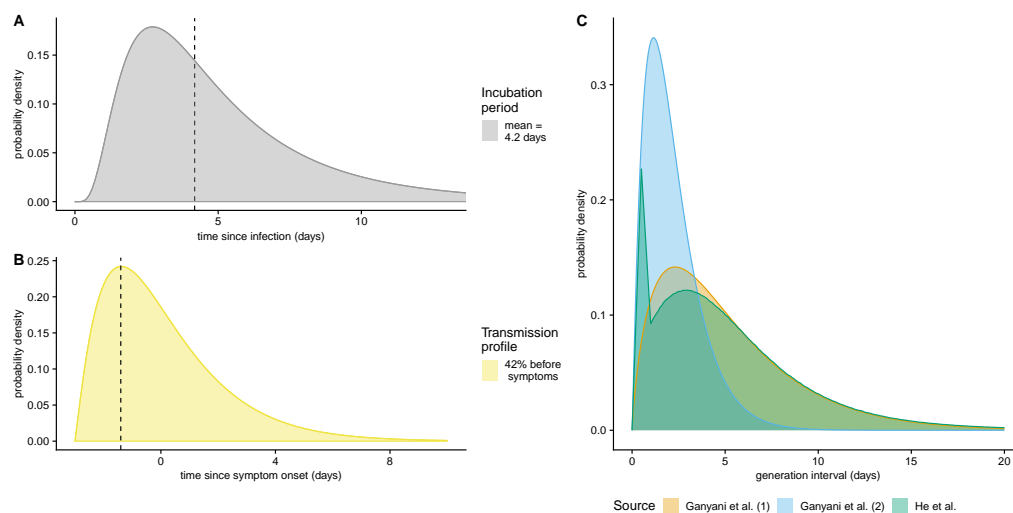 A
probability density
0.15
0.10
0.05
0.00
0
5
10
time since infection (days)
Incubation
period
mean =
4.2 days
B
probability density
0.25
0.20
0.15
0.10
0.05
0.00
0
4
8
time since symptom onset (days)
Transmission
profile
42% before
symptoms
C
probability density
0.3
0.2
0.1
0.0
0
5
10
15
20
generation interval (days)
Source
Ganyani et al. (1)
Ganyani et al. (2)
He et al.